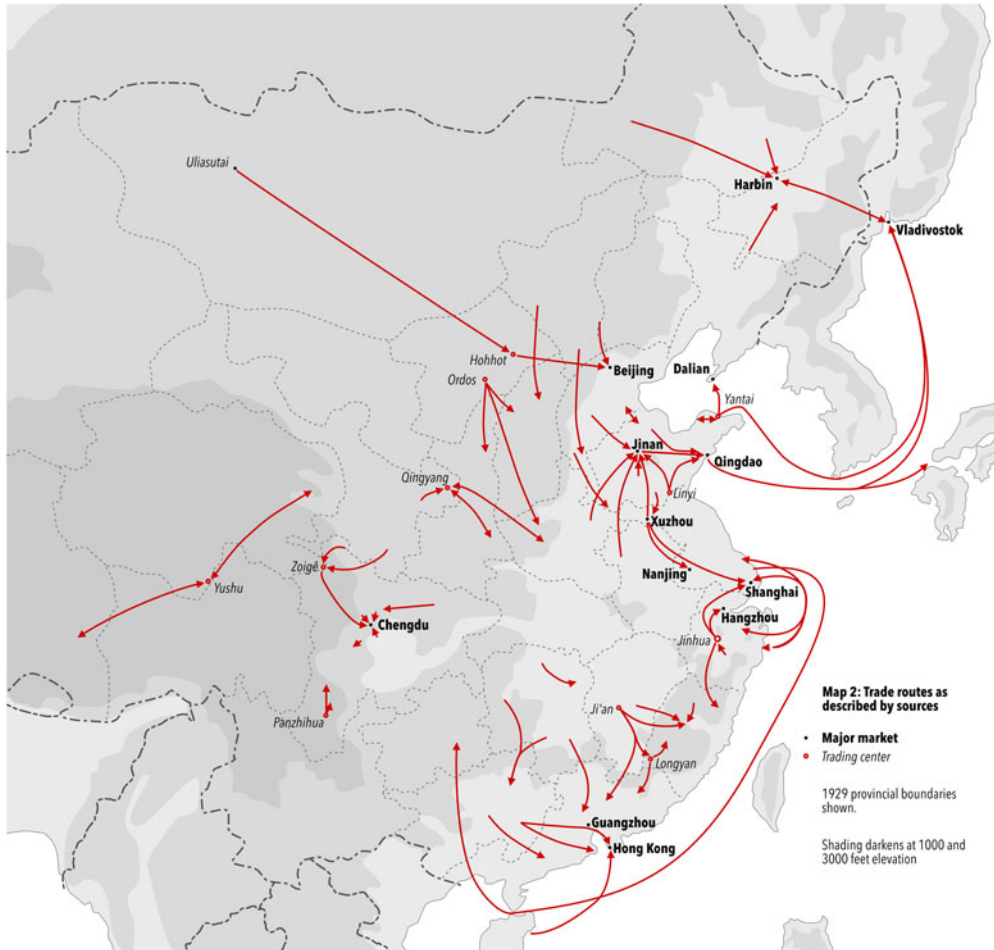 Uliasutai
Harbin
Vladivostok
Hohhot
Ordos
Beijing
Dalian
Yantai
Jinan
Qingdao
Qingyang
Linyi
Xuzhou
Zoigê
Yushu
Nanjing
Shanghai
Hangzhou
Chengdu
Jinhua
Panzhihua
Ji'an
Longyan
Guangzhou
Hong Kong
Map 2: Trade routes as
described by sources
Major market
Trading center
1929 provincial boundaries
shown.
Shading darkens at 1000 and
3000 feet elevation